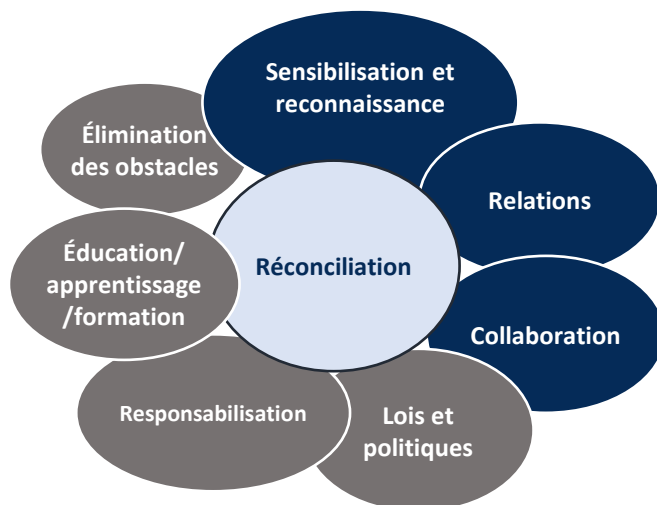 Sensibilisation et
reconnaissance
Élimination
des obstacles
Relations
Réconciliation
Éducation/
apprentissage
/formation
Collaboration
Responsabilisation
Lois et
politiques